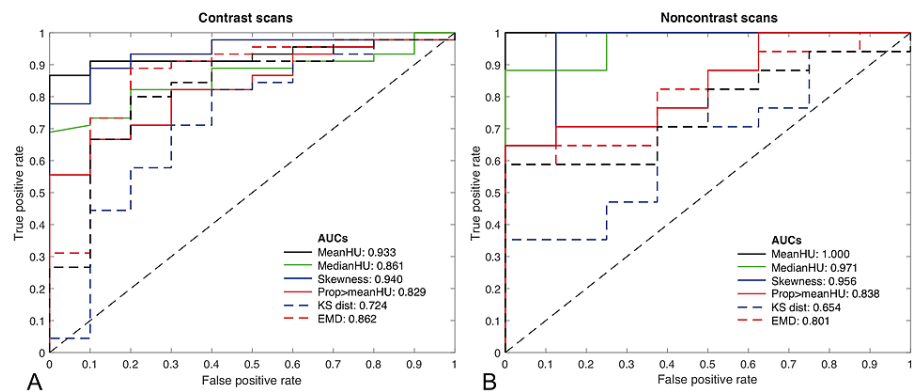 Contrast scans
1
0.9
0.8
0.7
0.6
0.5
0.4
0.3
0.2
0.1
0
True positive rate
AUCs
MeanHU: 0.933
MedianHU: 0.861
Skewness: 0.940
Prop>meanHU: 0.829
KS dist: 0.724
EMD: 0.862
0 0.1 0.2 0.3 0.4 0.5 0.6 0.7 0.8 0.9 1
False positive rate
A
Noncontrast scans
1
0.9
0.8
0.7
0.6
0.5
0.4
0.3
0.2
0.1
0
True positive rate
AUCs
MeanHU: 1.000
MedianHU: 0.971
Skewness: 0.956
Prop>meanHU: 0.838
KS dist: 0.654
EMD: 0.801
0 0.1 0.2 0.3 0.4 0.5 0.6 0.7 0.8 0.9 1
False positive rate
B